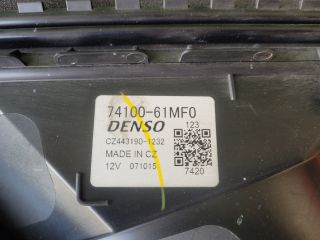 74100-61MF0
DENSO
123
CZ443190-1232
MADE IN CZ
12V 071015
7420